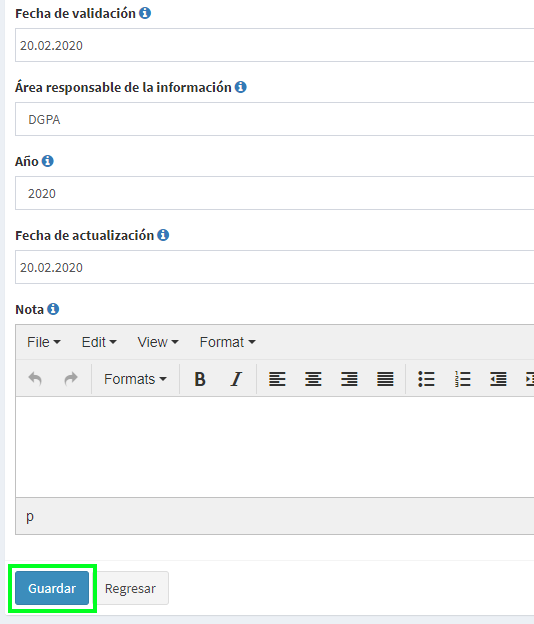 Fecha de validación
20.02.2020
Área responsable de la información
DGPA
Año
2020
Fecha de actualización
20.02.2020
Nota
File Edit View Format
Formats B I
p
Guardar Regresar